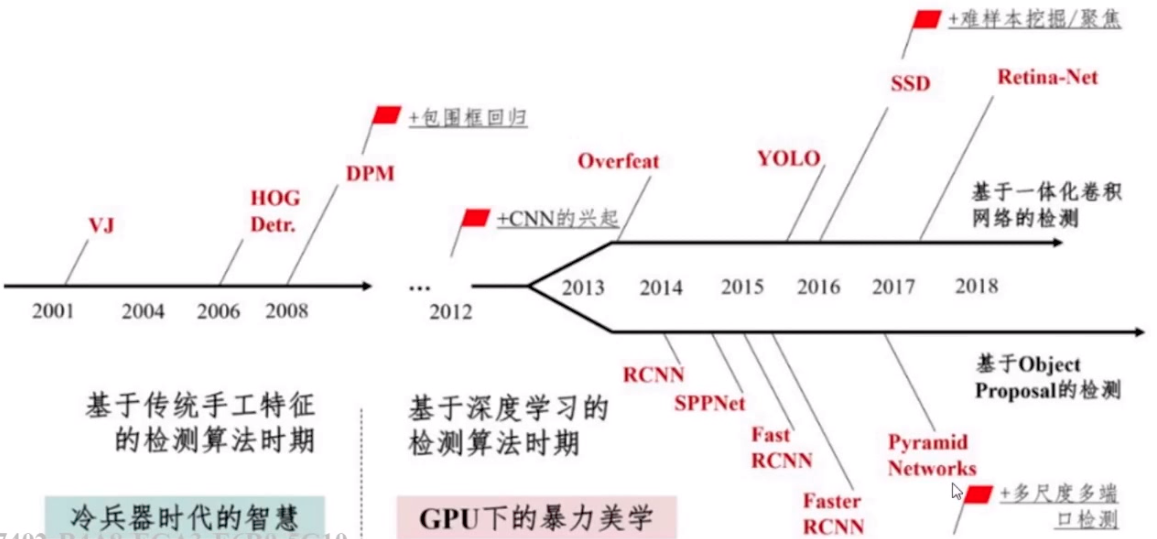 +难样本挖掘/聚焦
SSD
Retina-Net
+包围框回归
DPM
Overfeat
YOLO
HOG
Detr.
VJ
+CNN的兴起
基于一体化卷积
网络的检测
...
2001 2004 2006 2008 2012 2013 2014 2015 2016 2017 2018
RCNN
SPPNet
Fast
RCNN
Faster
RCNN
Pyramid
Networks
基于Object
Proposal的检测
+多尺度多端
口检测
基于传统手工特征
的检测算法时期
基于深度学习的
检测算法时期
冷兵器时代的智慧
GPU下的暴力美学